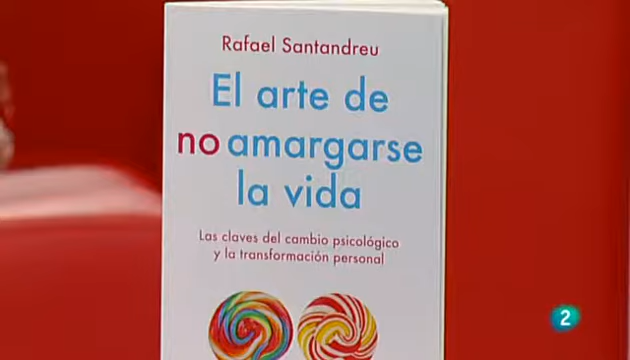 Rafael Santandreu
El arte de
no amargarse
la vida
Las claves del cambio psicológico
y la transformación personal
2